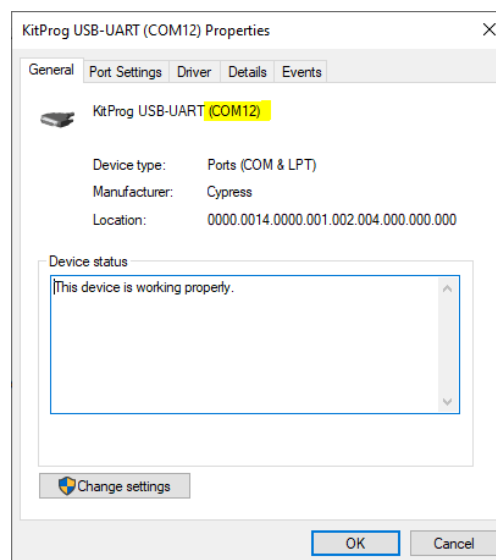 KitProg USB-UART (COM12) Properties
General Port Settings Driver Details Events
KitProg USB-UART (COM12)
Device type: Ports (COM & LPT)
Manufacturer: Cypress
Location: 0000.0014.0000.001.002.004.000.000.000
Device status
This device is working properly.
Change settings
OK Cancel